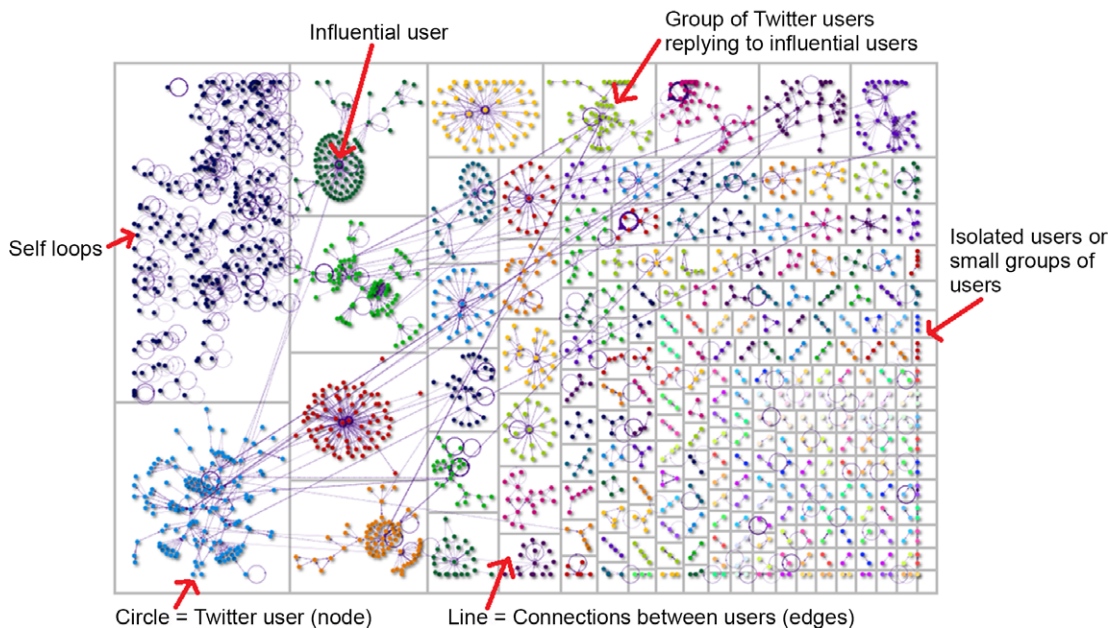 Influential user
Group of Twitter users
replying to influential users
Self loops
Isolated users or
small groups of
users
Circle = Twitter user (node)
Line = Connections between users (edges)